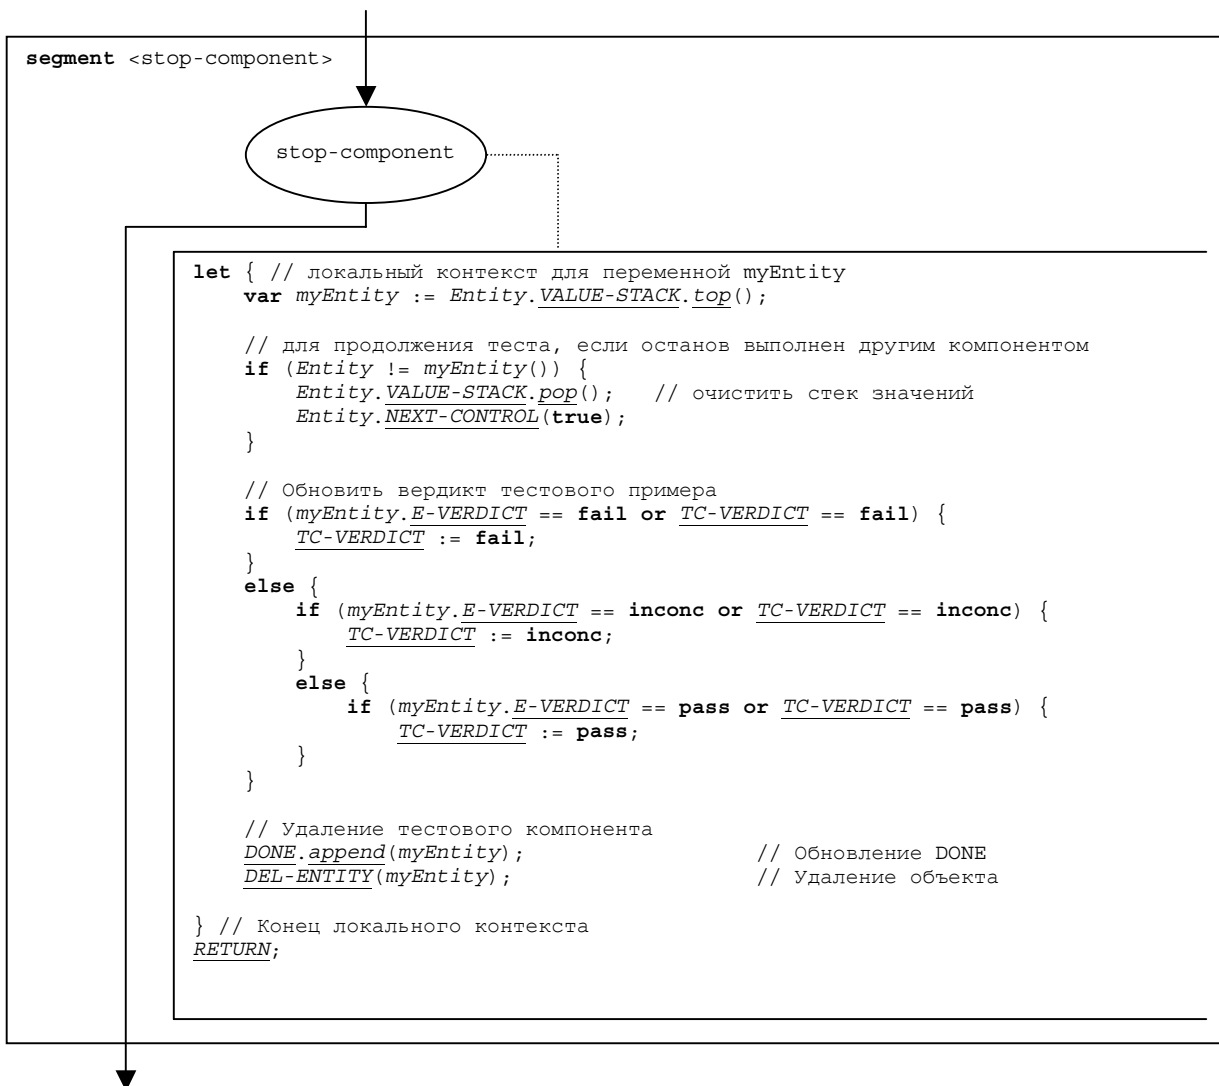 segment <stop-component>
stop-component
let { // локальный контекст для переменной myEntity
var myEntity := Entity.VALUE-STACK.top();
// для продолжения теста, если останов выполнен другим компонентом
if (Entity != myEntity()) {
Entity.VALUE-STACK.pop(); // очистить стек значений
Entity.NEXT-CONTROL(true);
}
// Обновить вердикт тестового примера
if (myEntity.E-VERDICT == fail or TC-VERDICT == fail) {
TC-VERDICT := fail;
}
else {
if (myEntity.E-VERDICT == inconc or TC-VERDICT == inconc) {
TC-VERDICT := inconc;
}
else {
if (myEntity.E-VERDICT == pass or TC-VERDICT == pass) {
TC-VERDICT := pass;
}
}
// Удаление тестового компонента
DONE.append(myEntity); // Обновление DONE
DEL-ENTITY(myEntity); // Удаление объекта
} // Конец локального контекста
RETURN;